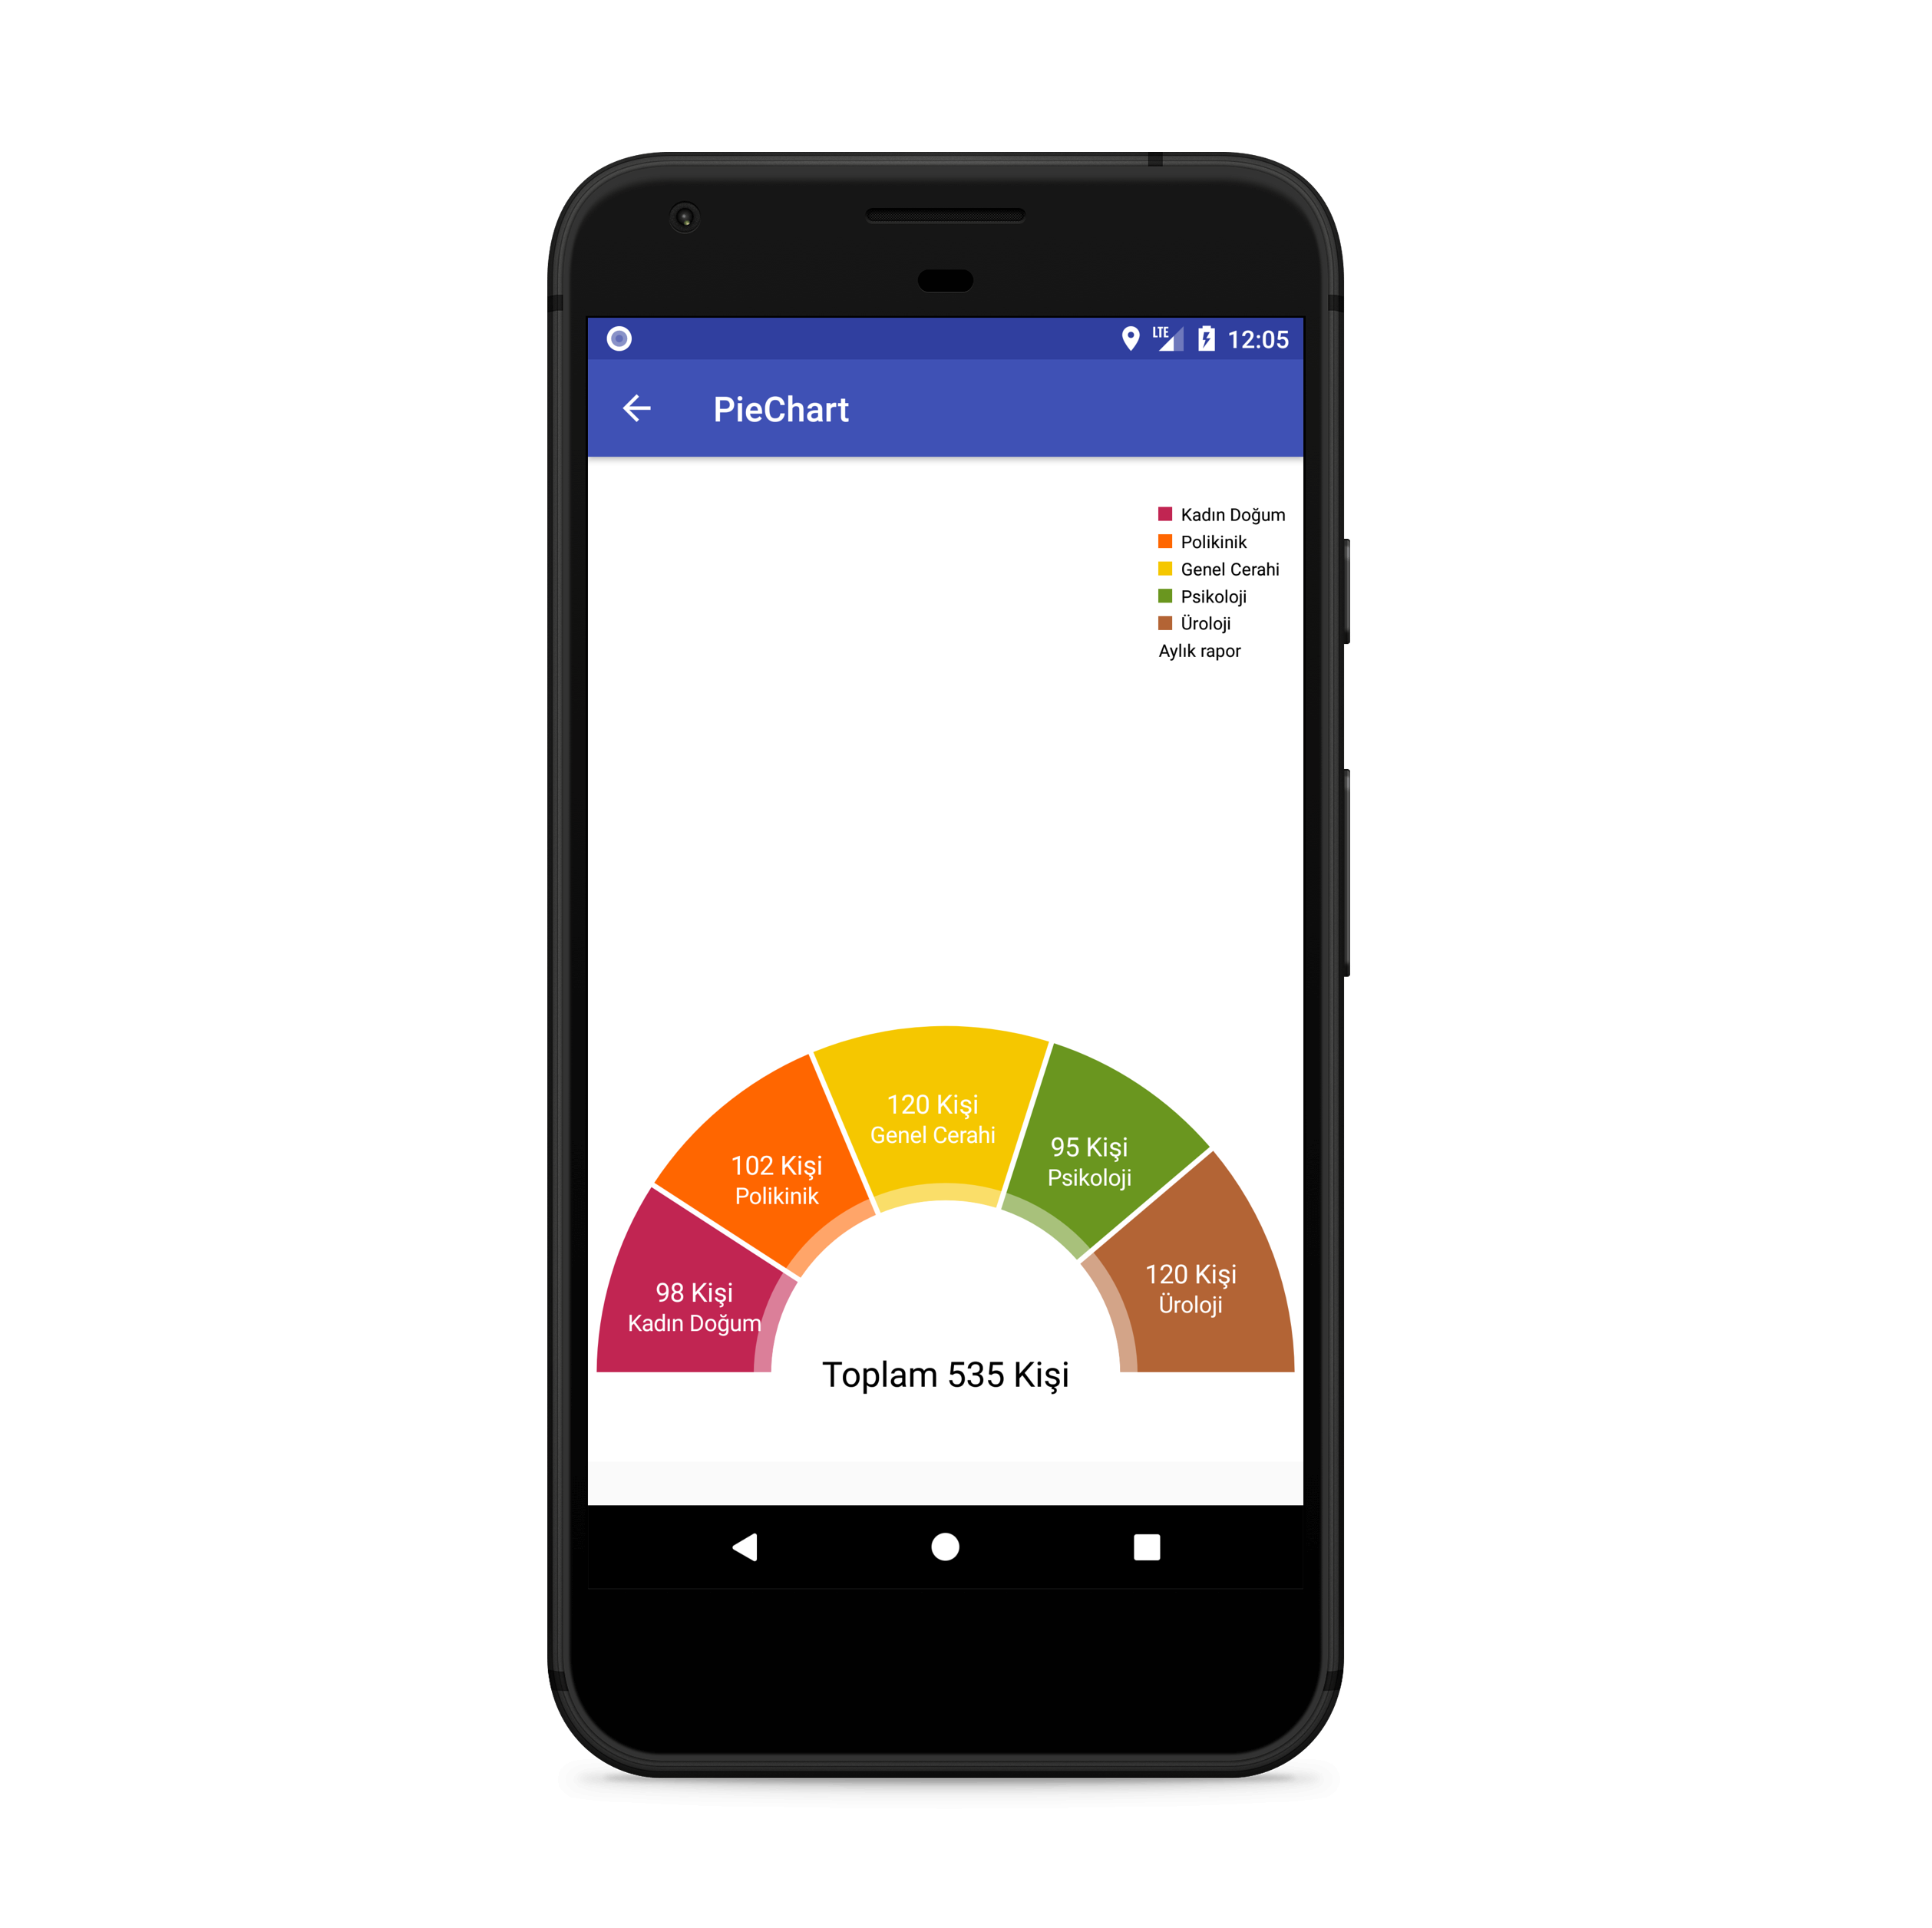 LTE 12:05
PieChart
Kadın Doğum
Polikinik
Genel Cerahi
Psikoloji
Üroloji
Aylık rapor
120 Kişi
Genel Cerahi
95 Kişi
Psikoloji
102 Kişi
Polikinik
120 Kişi
Üroloji
98 Kişi
Kadın Doğum
Toplam 535 Kişi